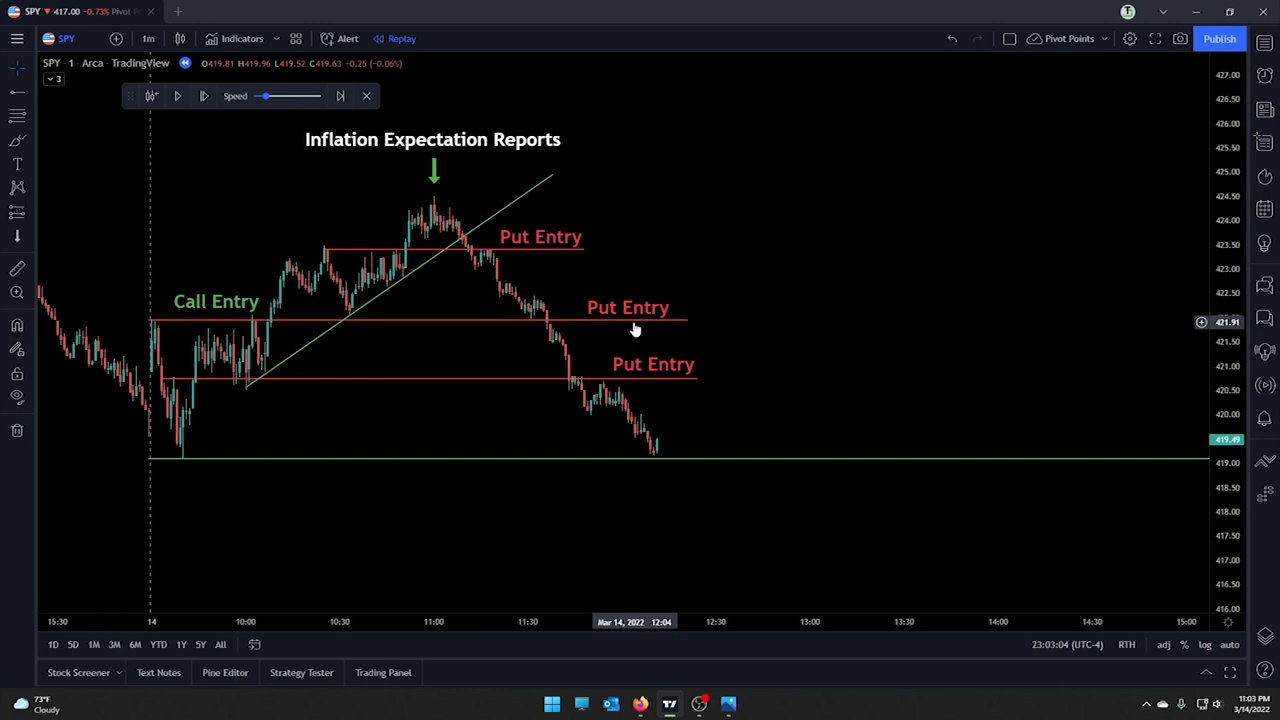 SPY ▼ 417.00 −0.73% Pivot Poi
SPY
1m
Indicators
Alert
Replay
Pivot Points
Publish
SPY · 1 · Arca · TradingView
O419.81 H419.96 L419.52 C419.63 −0.25 (−0.06%)
3
Speed
Inflation Expectation Reports
Put Entry
Call Entry
Put Entry
Put Entry
427.00
426.50
426.00
425.50
425.00
424.50
424.00
423.50
423.00
422.50
421.91
421.50
421.00
420.50
420.00
419.49
419.00
418.50
418.00
417.50
417.00
416.50
416.00
15:30
14
10:00
10:30
11:00
11:30
Mar 14, 2022 12:04
12:30
13:00
13:30
14:00
14:30
15:00
1D 5D 1M 3M 6M YTD 1Y 5Y All
23:03:04 (UTC-4)
RTH
adj % log auto
Stock Screener
Text Notes
Pine Editor
Strategy Tester
Trading Panel
73°F
Cloudy
11:03 PM
3/14/2022